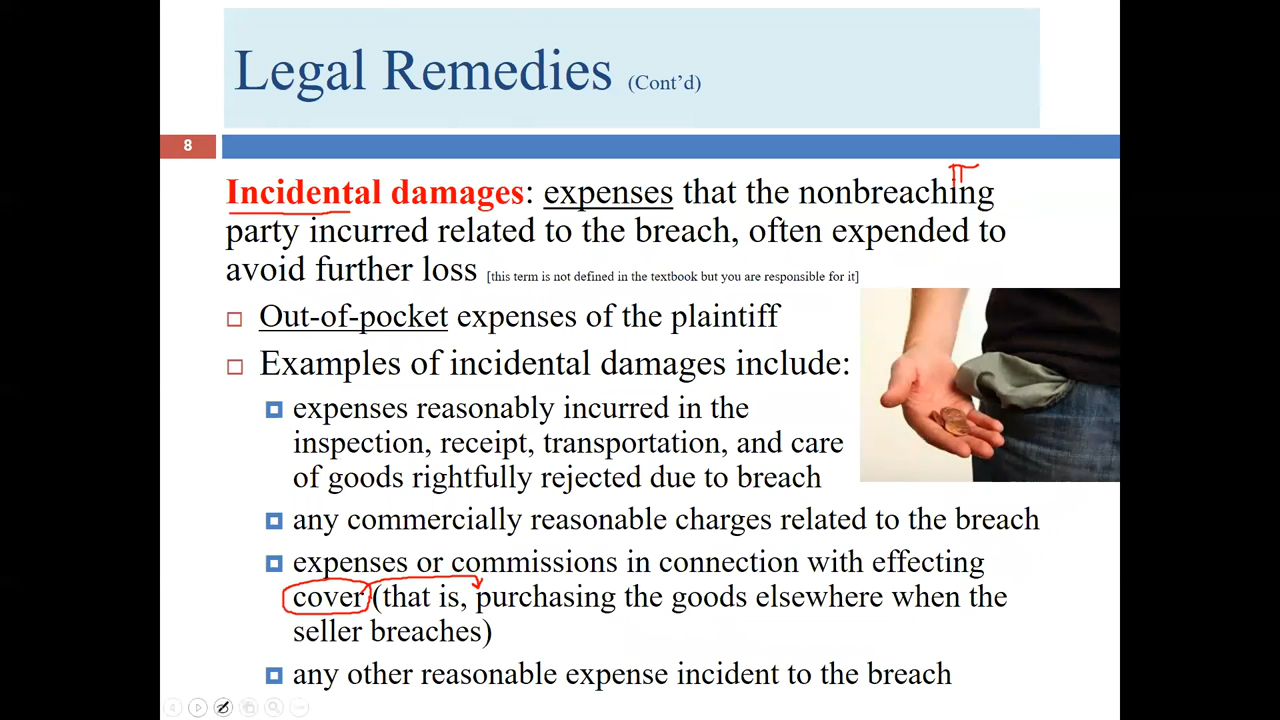 Legal Remedies (Cont’d)
8
π
Incidental damages: expenses that the nonbreaching
party incurred related to the breach, often expended to
avoid further loss [this term is not defined in the textbook but you are responsible for it]
Out-of-pocket expenses of the plaintiff
Examples of incidental damages include:
expenses reasonably incurred in the
inspection, receipt, transportation, and care
of goods rightfully rejected due to breach
any commercially reasonable charges related to the breach
expenses or commissions in connection with effecting
cover (that is, purchasing the goods elsewhere when the
seller breaches)
any other reasonable expense incident to the breach